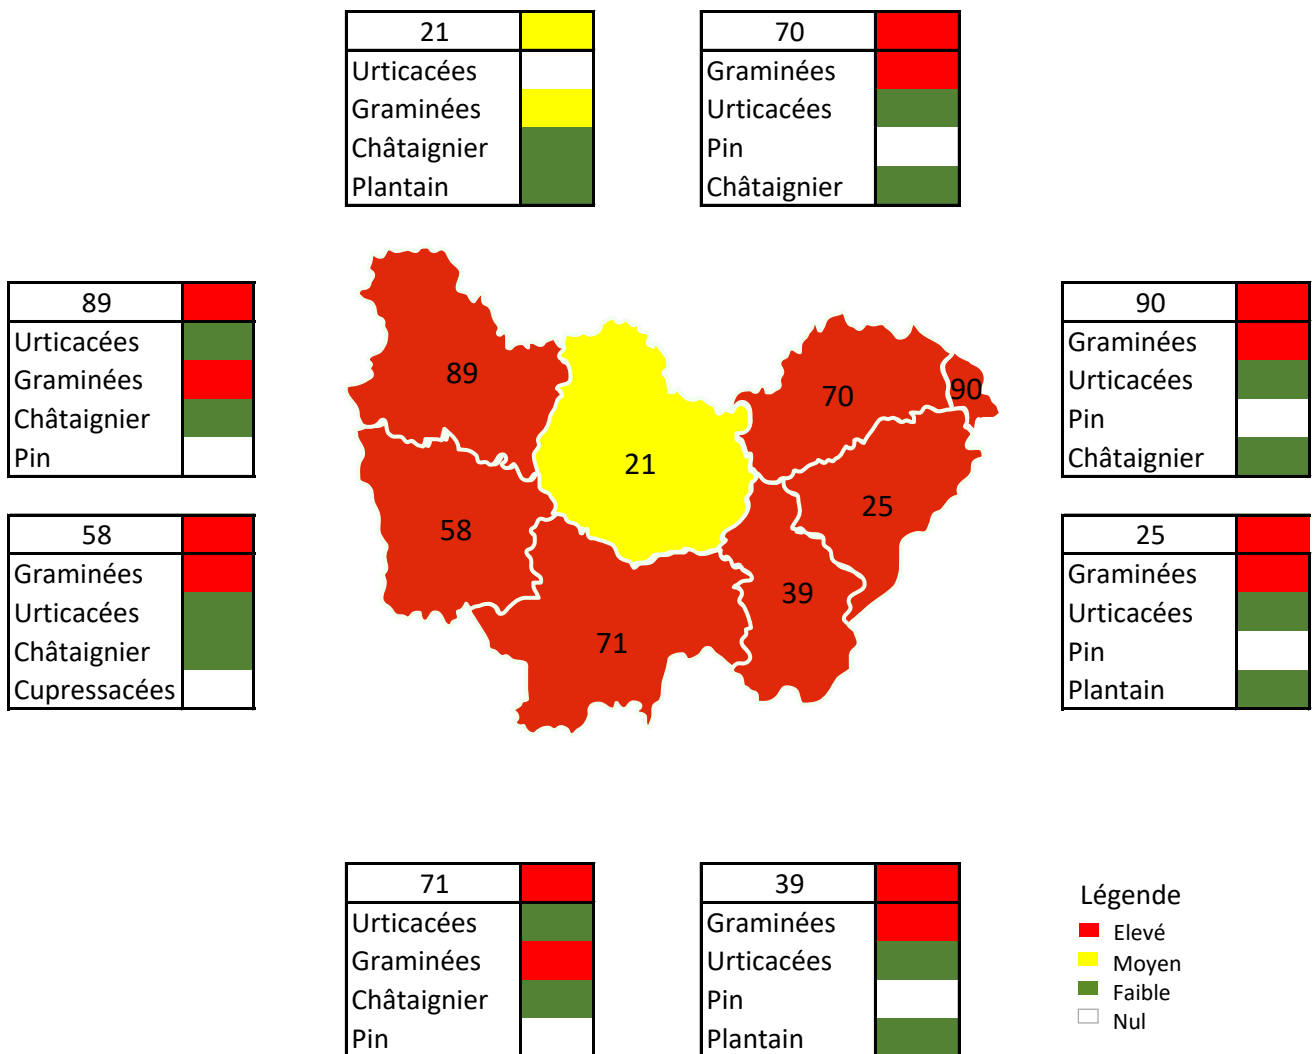 21
Urticacées
Graminées
Châtaignier
Plantain
70
Graminées
Urticacées
Pin
Châtaignier
89
Urticacées
Graminées
Châtaignier
Pin
90
Graminées
Urticacées
Pin
Châtaignier
58
Graminées
Urticacées
Châtaignier
Cupressacées
25
Graminées
Urticacées
Pin
Plantain
89
70
90
21
25
58
39
71
71
Urticacées
Graminées
Châtaignier
Pin
39
Graminées
Urticacées
Pin
Plantain
Légende
Elevé
Moyen
Faible
Nul